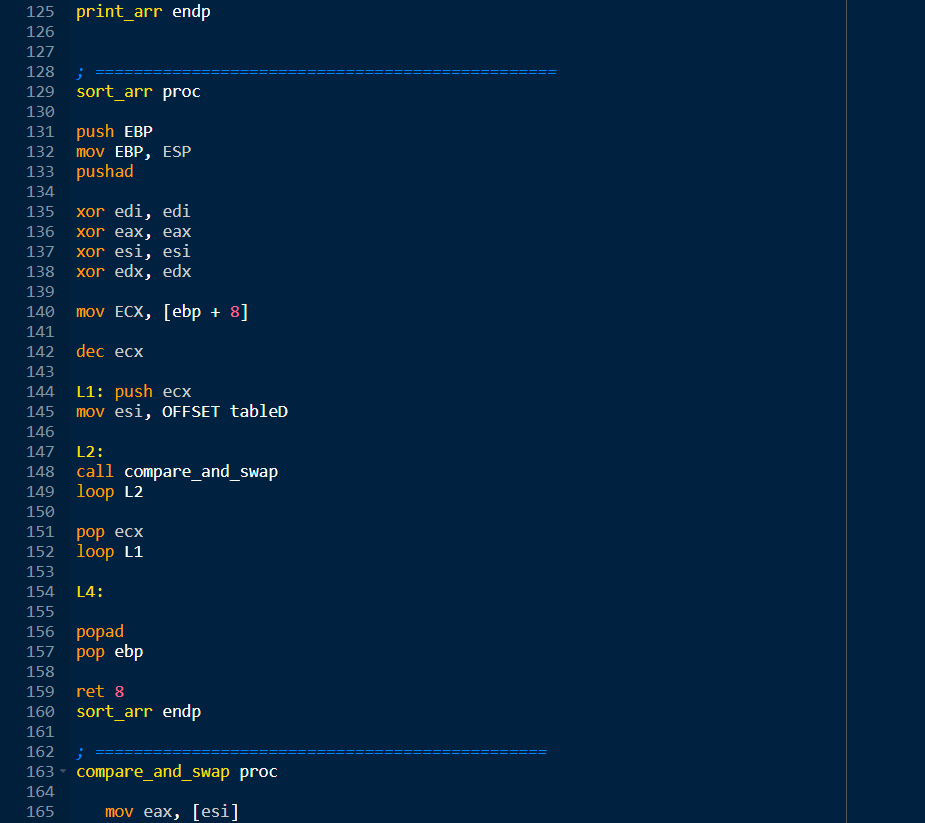 125 print_arr endp
126
127
128 ; ================================================
129 sort_arr proc
130
131 push EBP
132 mov EBP, ESP
133 pushad
134
135 xor edi, edi
136 xor eax, eax
137 xor esi, esi
138 xor edx, edx
139
140 mov ECX, [ebp + 8]
141
142 dec ecx
143
144 L1: push ecx
145 mov esi, OFFSET tableD
146
147 L2:
148 call compare_and_swap
149 loop L2
150
151 pop ecx
152 loop L1
153
154 L4:
155
156 popad
157 pop ebp
158
159 ret 8
160 sort_arr endp
161
162 ; ===============================================
163 compare_and_swap proc
164
165 mov eax, [esi]